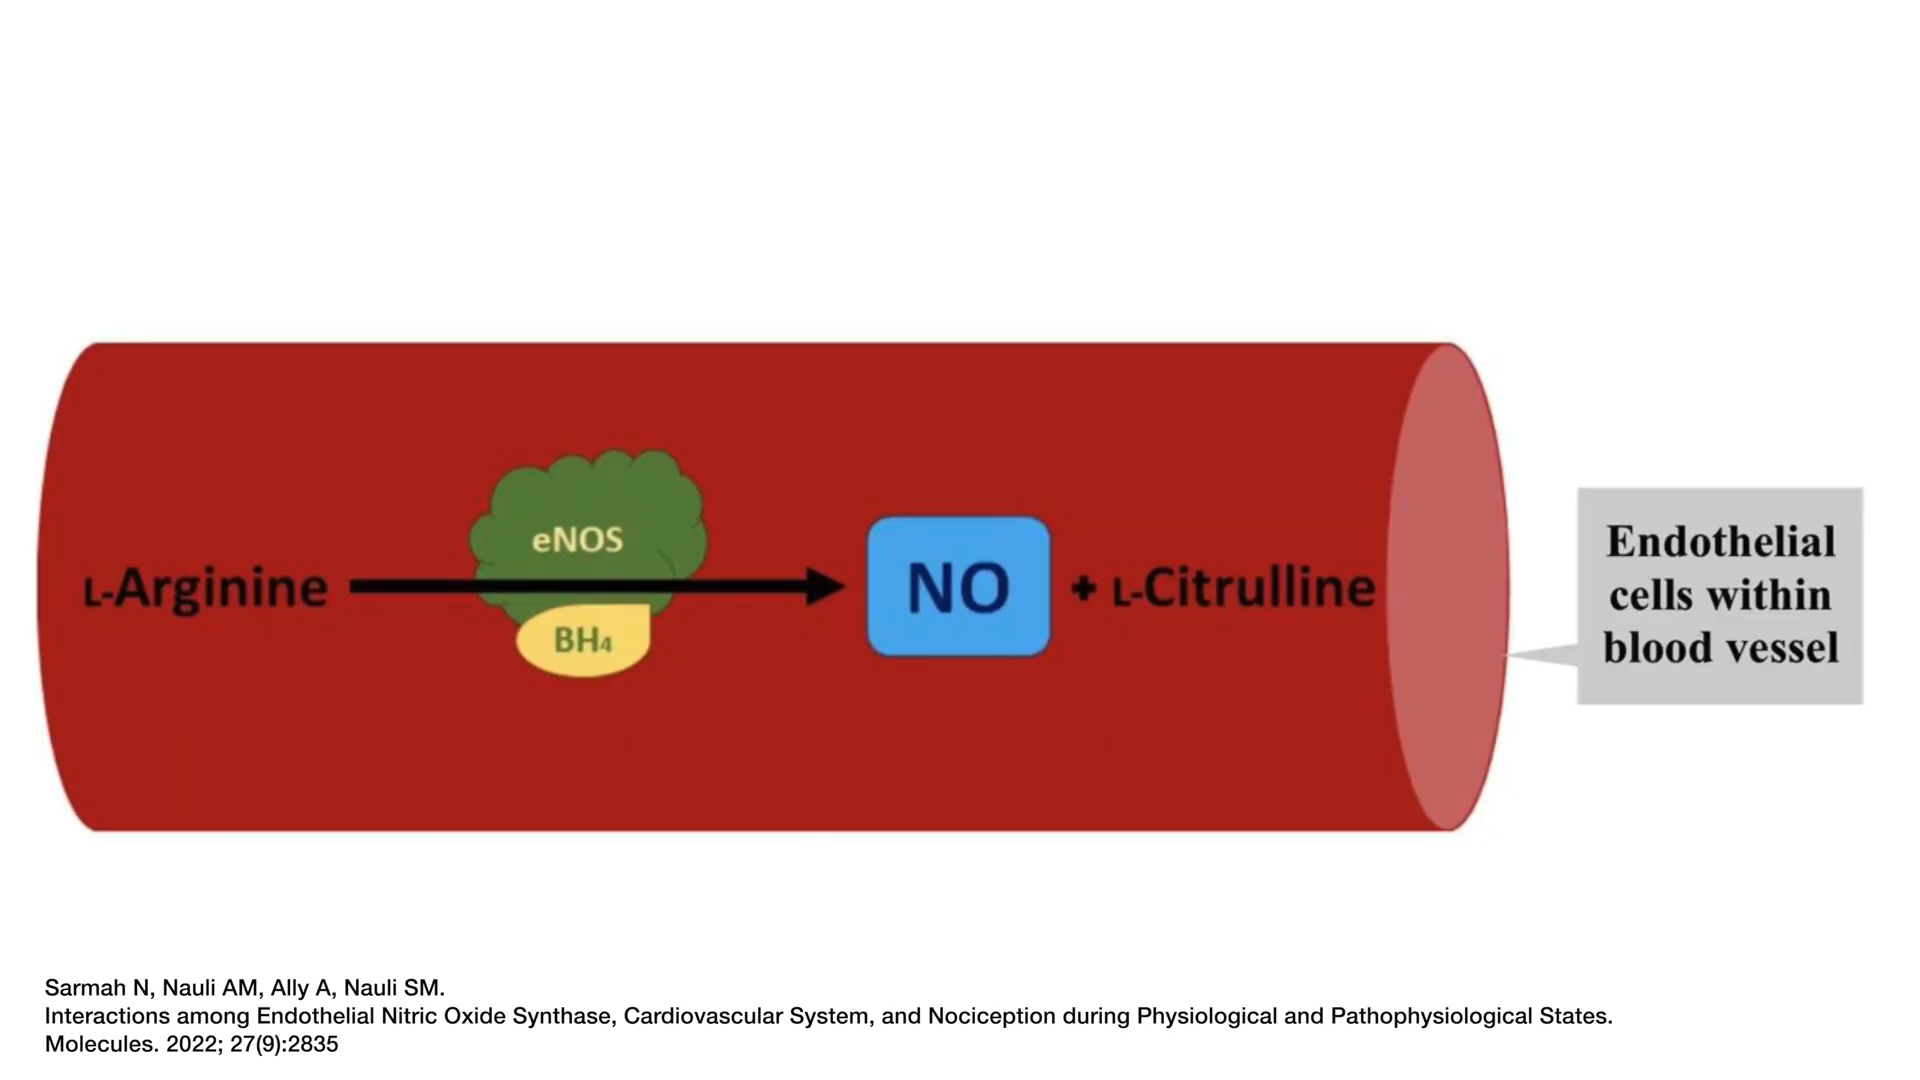 L-Arginine
eNOS
BH₄
NO
+ L-Citrulline
Endothelial
cells within
blood vessel
Sarmah N, Nauli AM, Ally A, Nauli SM.
Interactions among Endothelial Nitric Oxide Synthase, Cardiovascular System, and Nociception during Physiological and Pathophysiological States.
Molecules. 2022; 27(9):2835